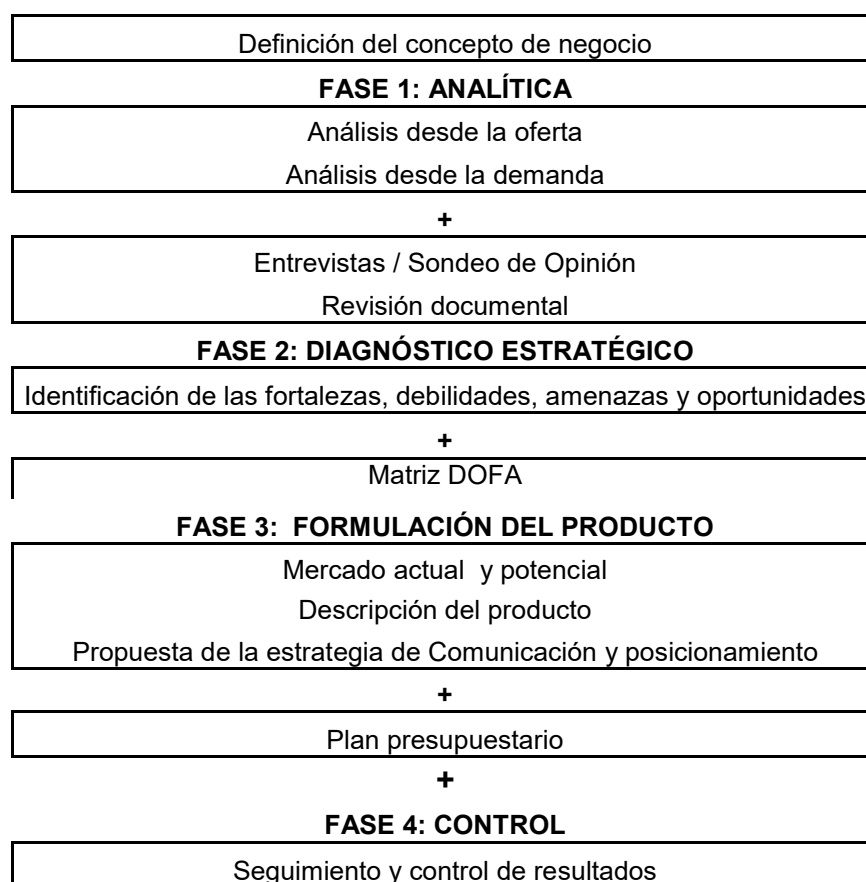 Definición del concepto de negocio
FASE 1: ANALÍTICA
Análisis desde la oferta
Análisis desde la demanda
+
Entrevistas / Sondeo de Opinión
Revisión documental
FASE 2: DIAGNÓSTICO ESTRATÉGICO
Identificación de las fortalezas, debilidades, amenazas y oportunidades
+
Matriz DOFA
FASE 3: FORMULACIÓN DEL PRODUCTO
Mercado actual y potencial
Descripción del producto
Propuesta de la estrategia de Comunicación y posicionamiento
+
Plan presupuestario
+
FASE 4: CONTROL
Seguimiento y control de resultados